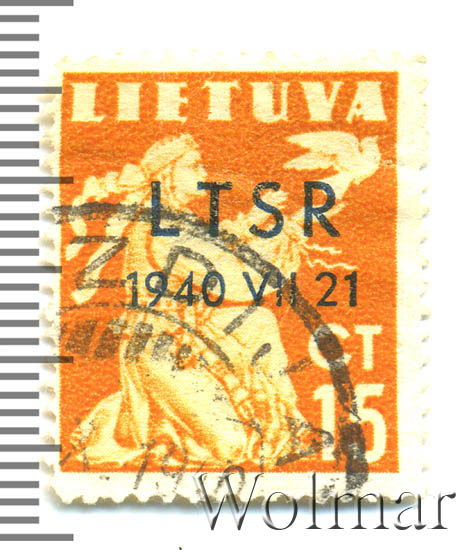 LIETUVA
LTSR
1940 VII 21
CT
15
Wolmar